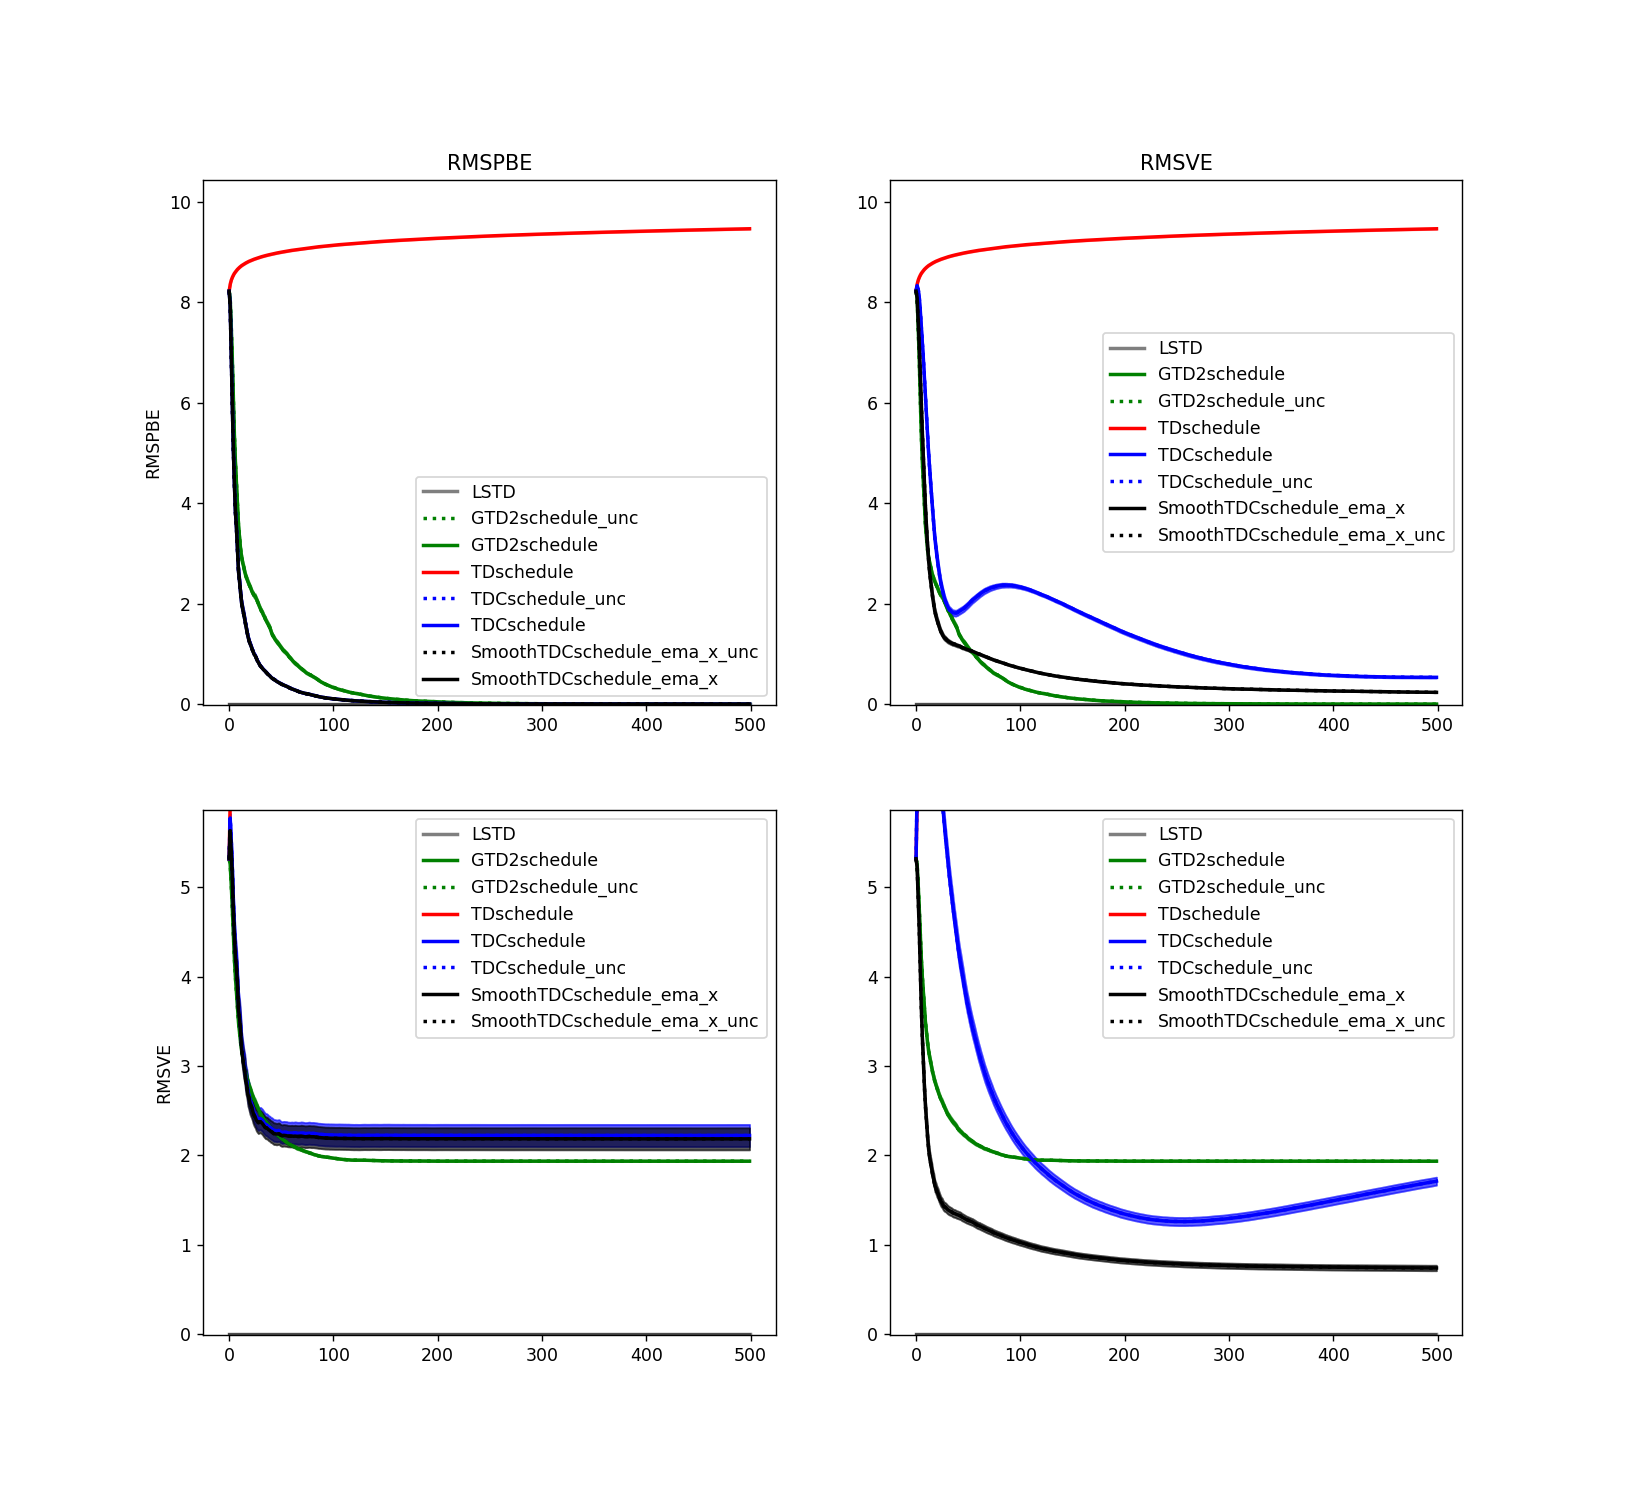 RMSPBE
RMSVE
RMSPBE
10
8
6
4
2
0
0 100 200 300 400 500
LSTD
GTD2schedule_unc
GTD2schedule
TDschedule
TDCschedule_unc
TDCschedule
SmoothTDCschedule_ema_x_unc
SmoothTDCschedule_ema_x
10
8
6
4
2
0
0 100 200 300 400 500
LSTD
GTD2schedule
GTD2schedule_unc
TDschedule
TDCschedule
TDCschedule_unc
SmoothTDCschedule_ema_x
SmoothTDCschedule_ema_x_unc
RMSVE
5
4
3
2
1
0
0 100 200 300 400 500
LSTD
GTD2schedule
GTD2schedule_unc
TDschedule
TDCschedule
TDCschedule_unc
SmoothTDCschedule_ema_x
SmoothTDCschedule_ema_x_unc
5
4
3
2
1
0
0 100 200 300 400 500
LSTD
GTD2schedule
GTD2schedule_unc
TDschedule
TDCschedule
TDCschedule_unc
SmoothTDCschedule_ema_x
SmoothTDCschedule_ema_x_unc